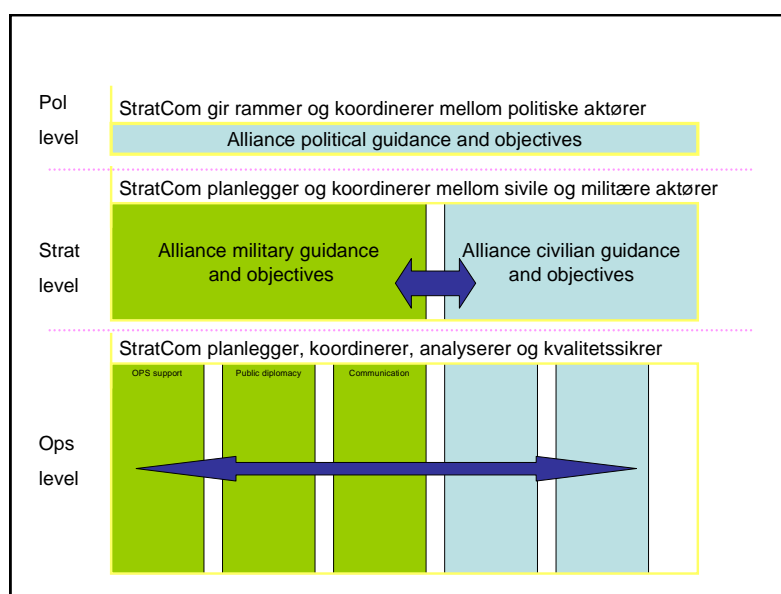 Pol
level
StratCom gir rammer og koordinerer mellom politiske aktører
Alliance political guidance and objectives
StratCom planlegger og koordinerer mellom sivile og militære aktører
Strat
level
Alliance military guidance
and objectives
Alliance civilian guidance
and objectives
StratCom planlegger, koordinerer, analyserer og kvalitetssikrer
OPS support
Public diplomacy
Communication
Ops
level